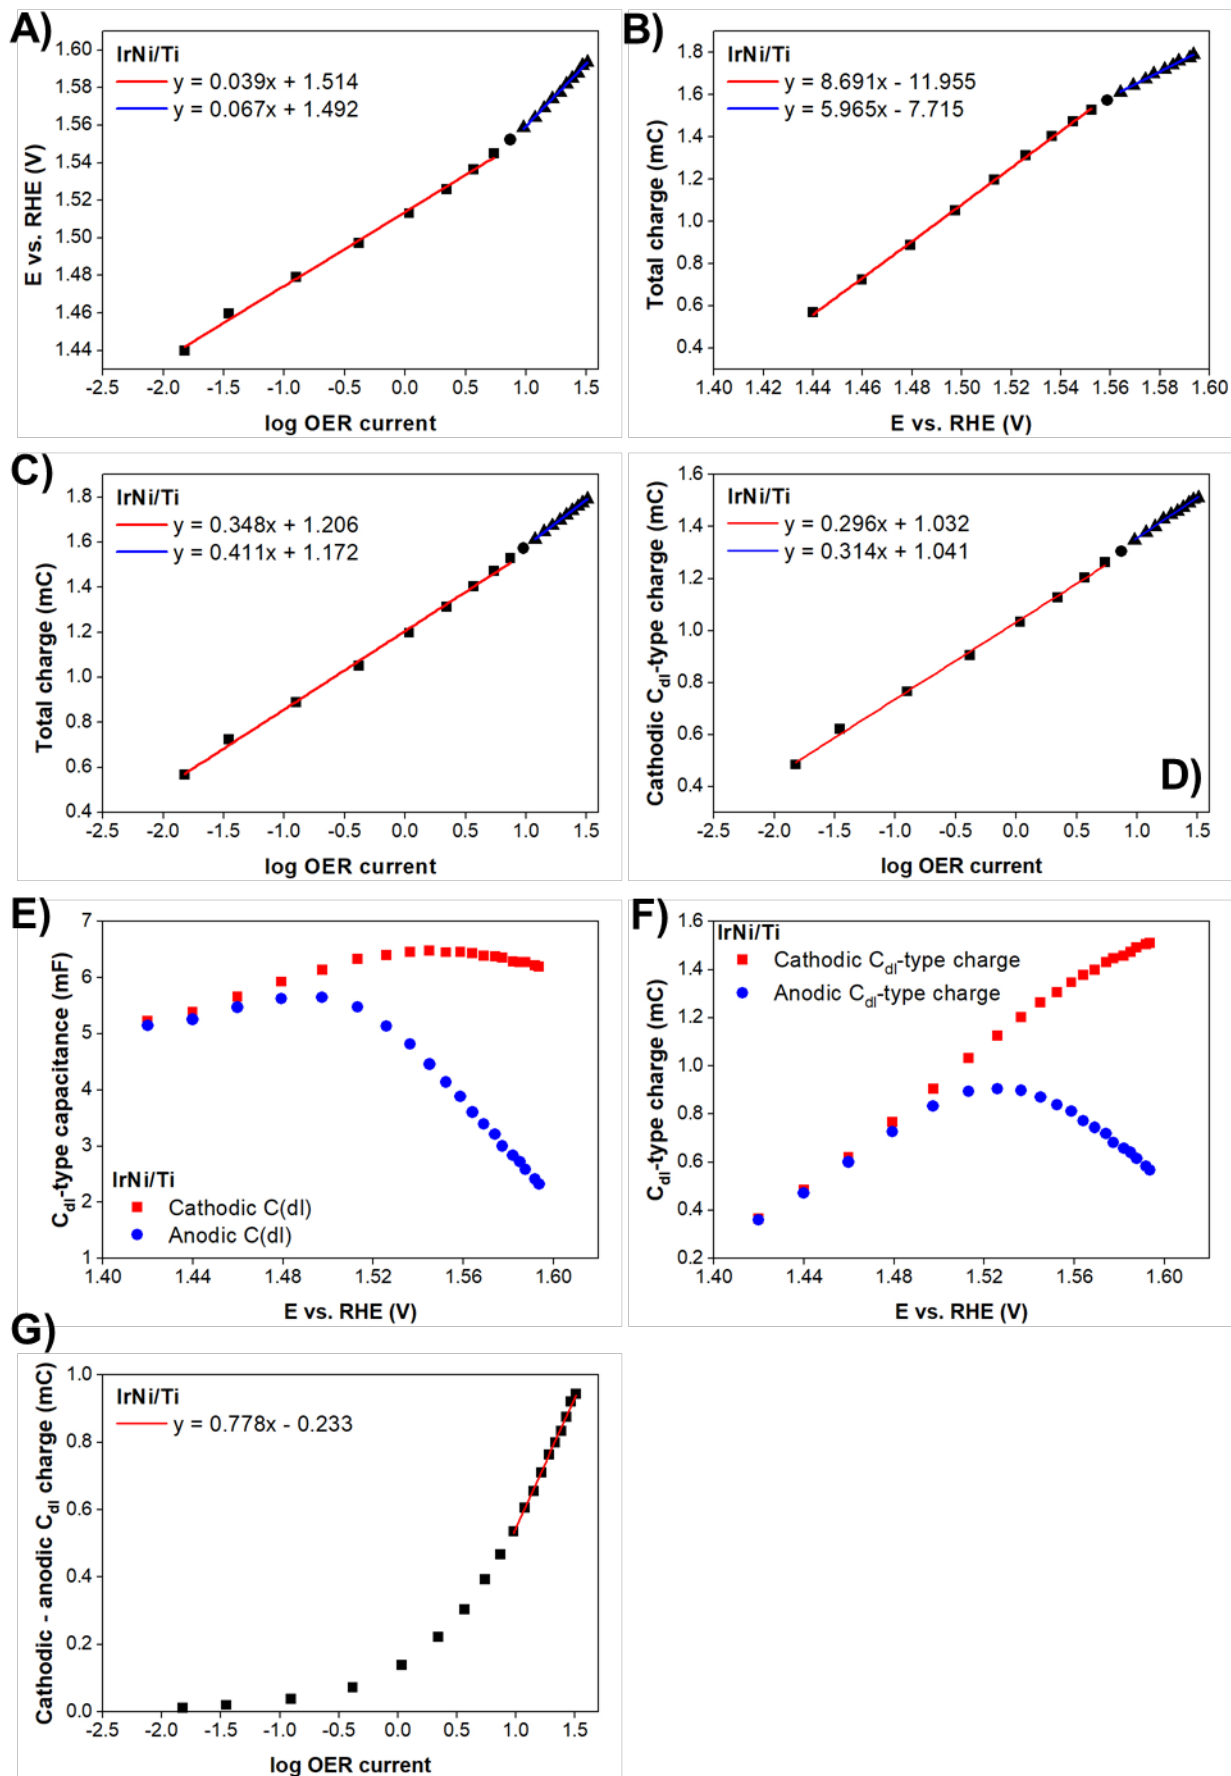 A)
IrNi/Ti
y = 0.039x + 1.514
y = 0.067x + 1.492
1.60
1.58
1.56
1.54
1.52
1.50
1.48
1.46
1.44
E vs. RHE (V)
-2.5 -2.0 -1.5 -1.0 -0.5 0.0 0.5 1.0 1.5
log OER current
B)
IrNi/Ti
y = 8.691x - 11.955
y = 5.965x - 7.715
1.8
1.6
1.4
1.2
1.0
0.8
0.6
0.4
Total charge (mC)
1.40 1.42 1.44 1.46 1.48 1.50 1.52 1.54 1.56 1.58 1.60
E vs. RHE (V)
C)
IrNi/Ti
y = 0.348x + 1.206
y = 0.411x + 1.172
1.8
1.6
1.4
1.2
1.0
0.8
0.6
0.4
Total charge (mC)
-2.5 -2.0 -1.5 -1.0 -0.5 0.0 0.5 1.0 1.5
log OER current
IrNi/Ti
y = 0.296x + 1.032
y = 0.314x + 1.041
1.6
1.4
1.2
1.0
0.8
0.6
0.4
Cathodic Cdl-type charge (mC)
D)
-2.5 -2.0 -1.5 -1.0 -0.5 0.0 0.5 1.0 1.5
log OER current
E)
7
6
5
4
3
2
1
Cdl-type capacitance (mF)
IrNi/Ti
Cathodic C(dl)
Anodic C(dl)
1.40 1.44 1.48 1.52 1.56 1.60
E vs. RHE (V)
F)
IrNi/Ti
Cathodic Cdl-type charge
Anodic Cdl-type charge
1.6
1.4
1.2
1.0
0.8
0.6
0.4
0.2
Cdl-type charge (mC)
1.40 1.44 1.48 1.52 1.56 1.60
E vs. RHE (V)
G)
IrNi/Ti
y = 0.778x - 0.233
1.0
0.8
0.6
0.4
0.2
0.0
Cathodic - anodic Cdl charge (mC)
-2.5 -2.0 -1.5 -1.0 -0.5 0.0 0.5 1.0 1.5
log OER current